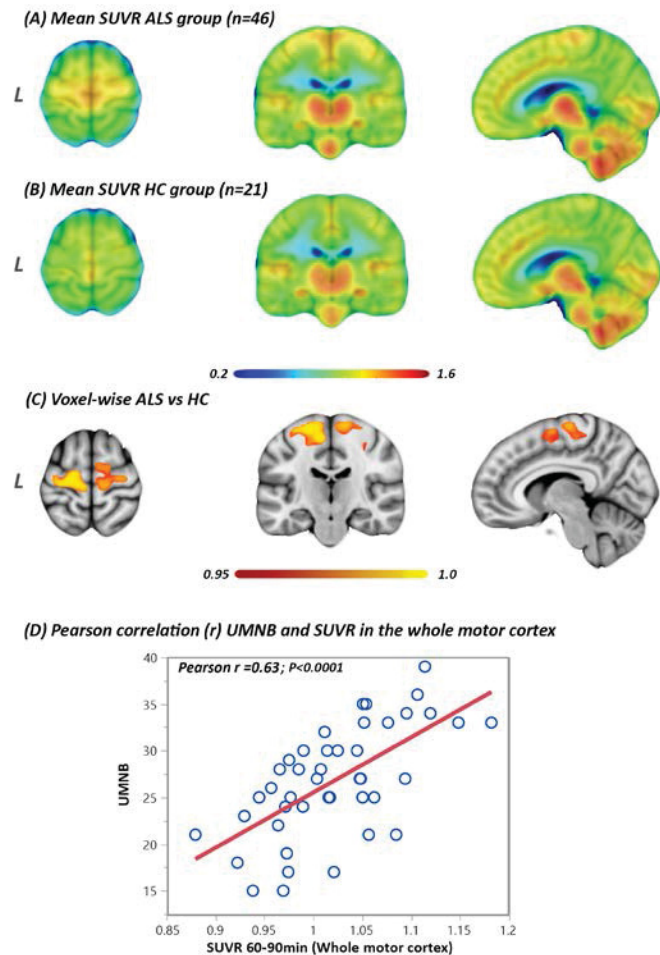 (A) Mean SUVR ALS group (n=46)
L
(B) Mean SUVR HC group (n=21)
L
0.2 1.6
(C) Voxel-wise ALS vs HC
L
0.95 1.0
(D) Pearson correlation (r) UMNB and SUVR in the whole motor cortex
Pearson r =0.63; P<0.0001
40
35
30
25
20
15
UMNB
0.85 0.9 0.95 1 1.05 1.1 1.15 1.2
SUVR 60-90min (Whole motor cortex)